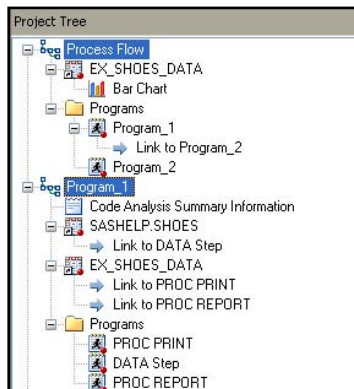 Project Tree
Process Flow
EX_SHOES_DATA
Bar Chart
Programs
Program_1
Link to Program_2
Program_2
Program_1
Code Analysis Summary Information
SASHELP.SHOES
Link to DATA Step
EX_SHOES_DATA
Link to PROC PRINT
Link to PROC REPORT
Programs
PROC PRINT
DATA Step
PROC REPORT